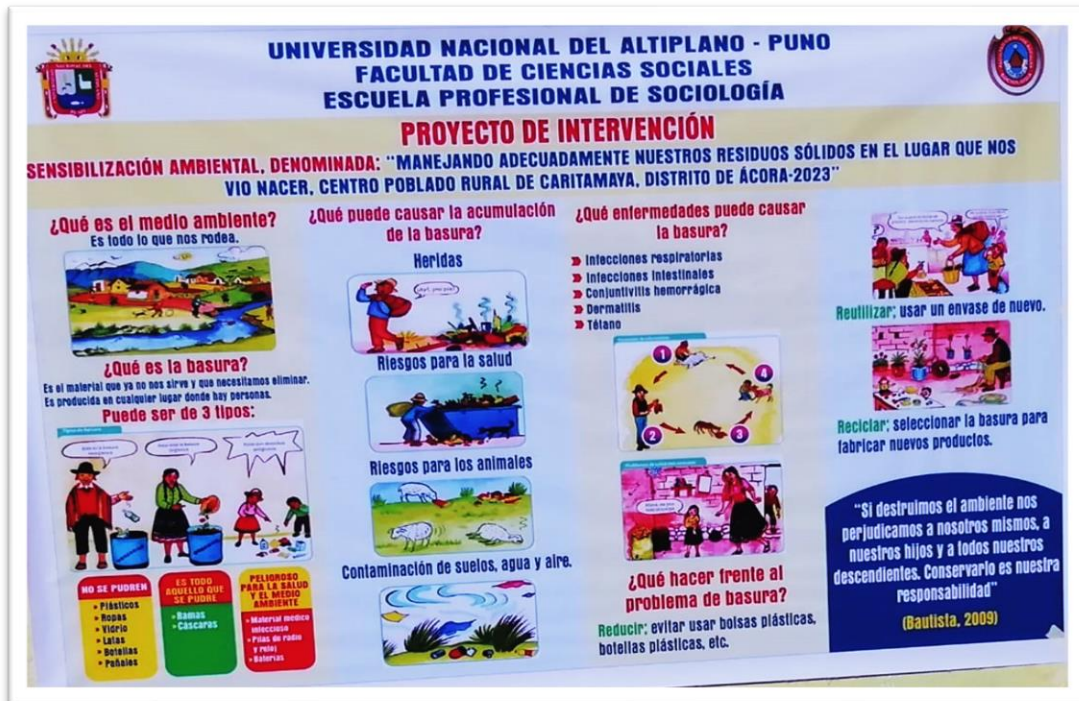 UNIVERSIDAD NACIONAL DEL ALTIPLANO - PUNO
FACULTAD DE CIENCIAS SOCIALES
ESCUELA PROFESIONAL DE SOCIOLOGÍA
PROYECTO DE INTERVENCIÓN
SENSIBILIZACIÓN AMBIENTAL, DENOMINADA: “MANEJANDO ADECUADAMENTE NUESTROS RESIDUOS SÓLIDOS EN EL LUGAR QUE NOS
VIO NACER, CENTRO POBLADO RURAL DE CARITAMAYA, DISTRITO DE ÁCORA-2023”
¿Qué es el medio ambiente?
Es todo lo que nos rodea.
¿Qué es la basura?
Es el material que ya no nos sirve y que necesitamos eliminar.
Es producida en cualquier lugar donde hay personas.
Puede ser de 3 tipos:
NO SE PUDREN
Plásticos
Ropas
Vidrio
Latas
Botellas
Pañales
ES TODO
AQUELLO QUE
SE PUDRE
Ramas
Cáscaras
PELIGROSO
PARA LA SALUD
Y EL MEDIO
AMBIENTE
Material médico
infeccioso
Pilas de radio
y reloj
Baterías
¿Qué puede causar la acumulación
de la basura?
Heridas
Riesgos para la salud
Riesgos para los animales
Contaminación de suelos, agua y aire.
¿Qué enfermedades puede causar
la basura?
Infecciones respiratorias
Infecciones intestinales
Conjuntivitis hemorrágica
Dermatitis
Tétano
1
4
2
3
¿Qué hacer frente al
problema de basura?
Reducir: evitar usar bolsas plásticas,
botellas plásticas, etc.
Reutilizar: usar un envase de nuevo.
Reciclar: seleccionar la basura para
fabricar nuevos productos.
“Si destruimos el ambiente nos
perjudicamos a nosotros mismos, a
nuestros hijos y a todos nuestros
descendientes. Conservarlo es nuestra
responsabilidad”
(Bautista, 2009)